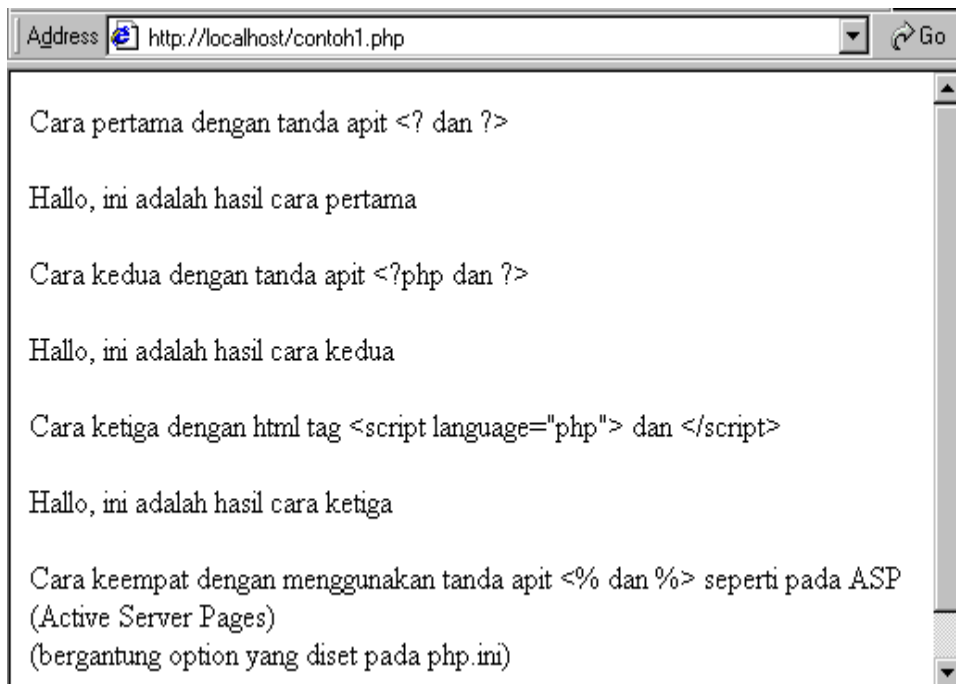 Address http://localhost/contoh1.php Go
Cara pertama dengan tanda apit <? dan ?>
Hallo, ini adalah hasil cara pertama
Cara kedua dengan tanda apit <?php dan ?>
Hallo, ini adalah hasil cara kedua
Cara ketiga dengan html tag <script language="php"> dan </script>
Hallo, ini adalah hasil cara ketiga
Cara keempat dengan menggunakan tanda apit <% dan %> seperti pada ASP
(Active Server Pages)
(bergantung option yang diset pada php.ini)